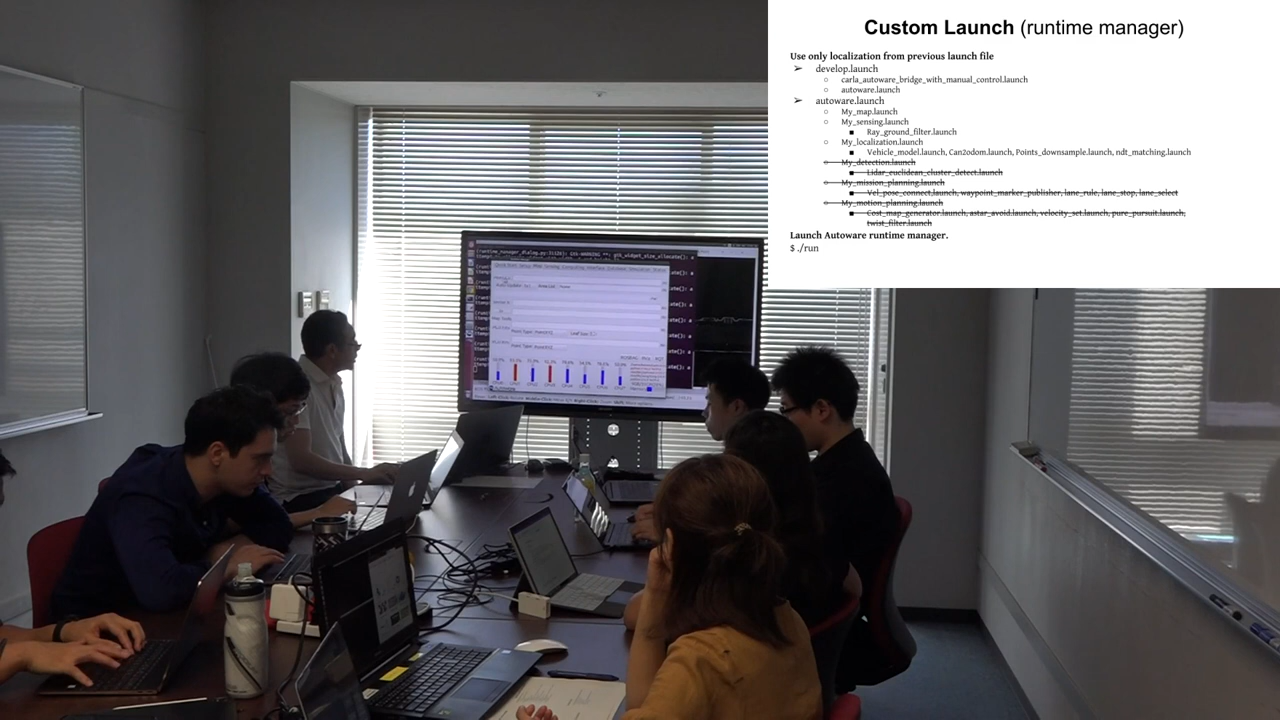 Custom Launch (runtime manager)
Use only localization from previous launch file
➢ develop.launch
○ carla_autoware_bridge_with_manual_control.launch
○ autoware.launch
➢ autoware.launch
○ My_map.launch
○ My_sensing.launch
■ Ray_ground_filter.launch
○ My_localization.launch
■ Vehicle_model.launch, Can2odom.launch, Points_downsample.launch, ndt_matching.launch
○ My_detection.launch
■ Lidar_euclidean_cluster_detect.launch
○ My_mission_planning.launch
■ Vel_pose_connect.launch, waypoint_marker_publisher, lane_rule, lane_stop, lane_select
○ My_motion_planning.launch
■ Cost_map_generator.launch, astar_avoid.launch, velocity_set.launch, pure_pursuit.launch,
twist_filter.launch
Launch Autoware runtime manager.
$ ./run